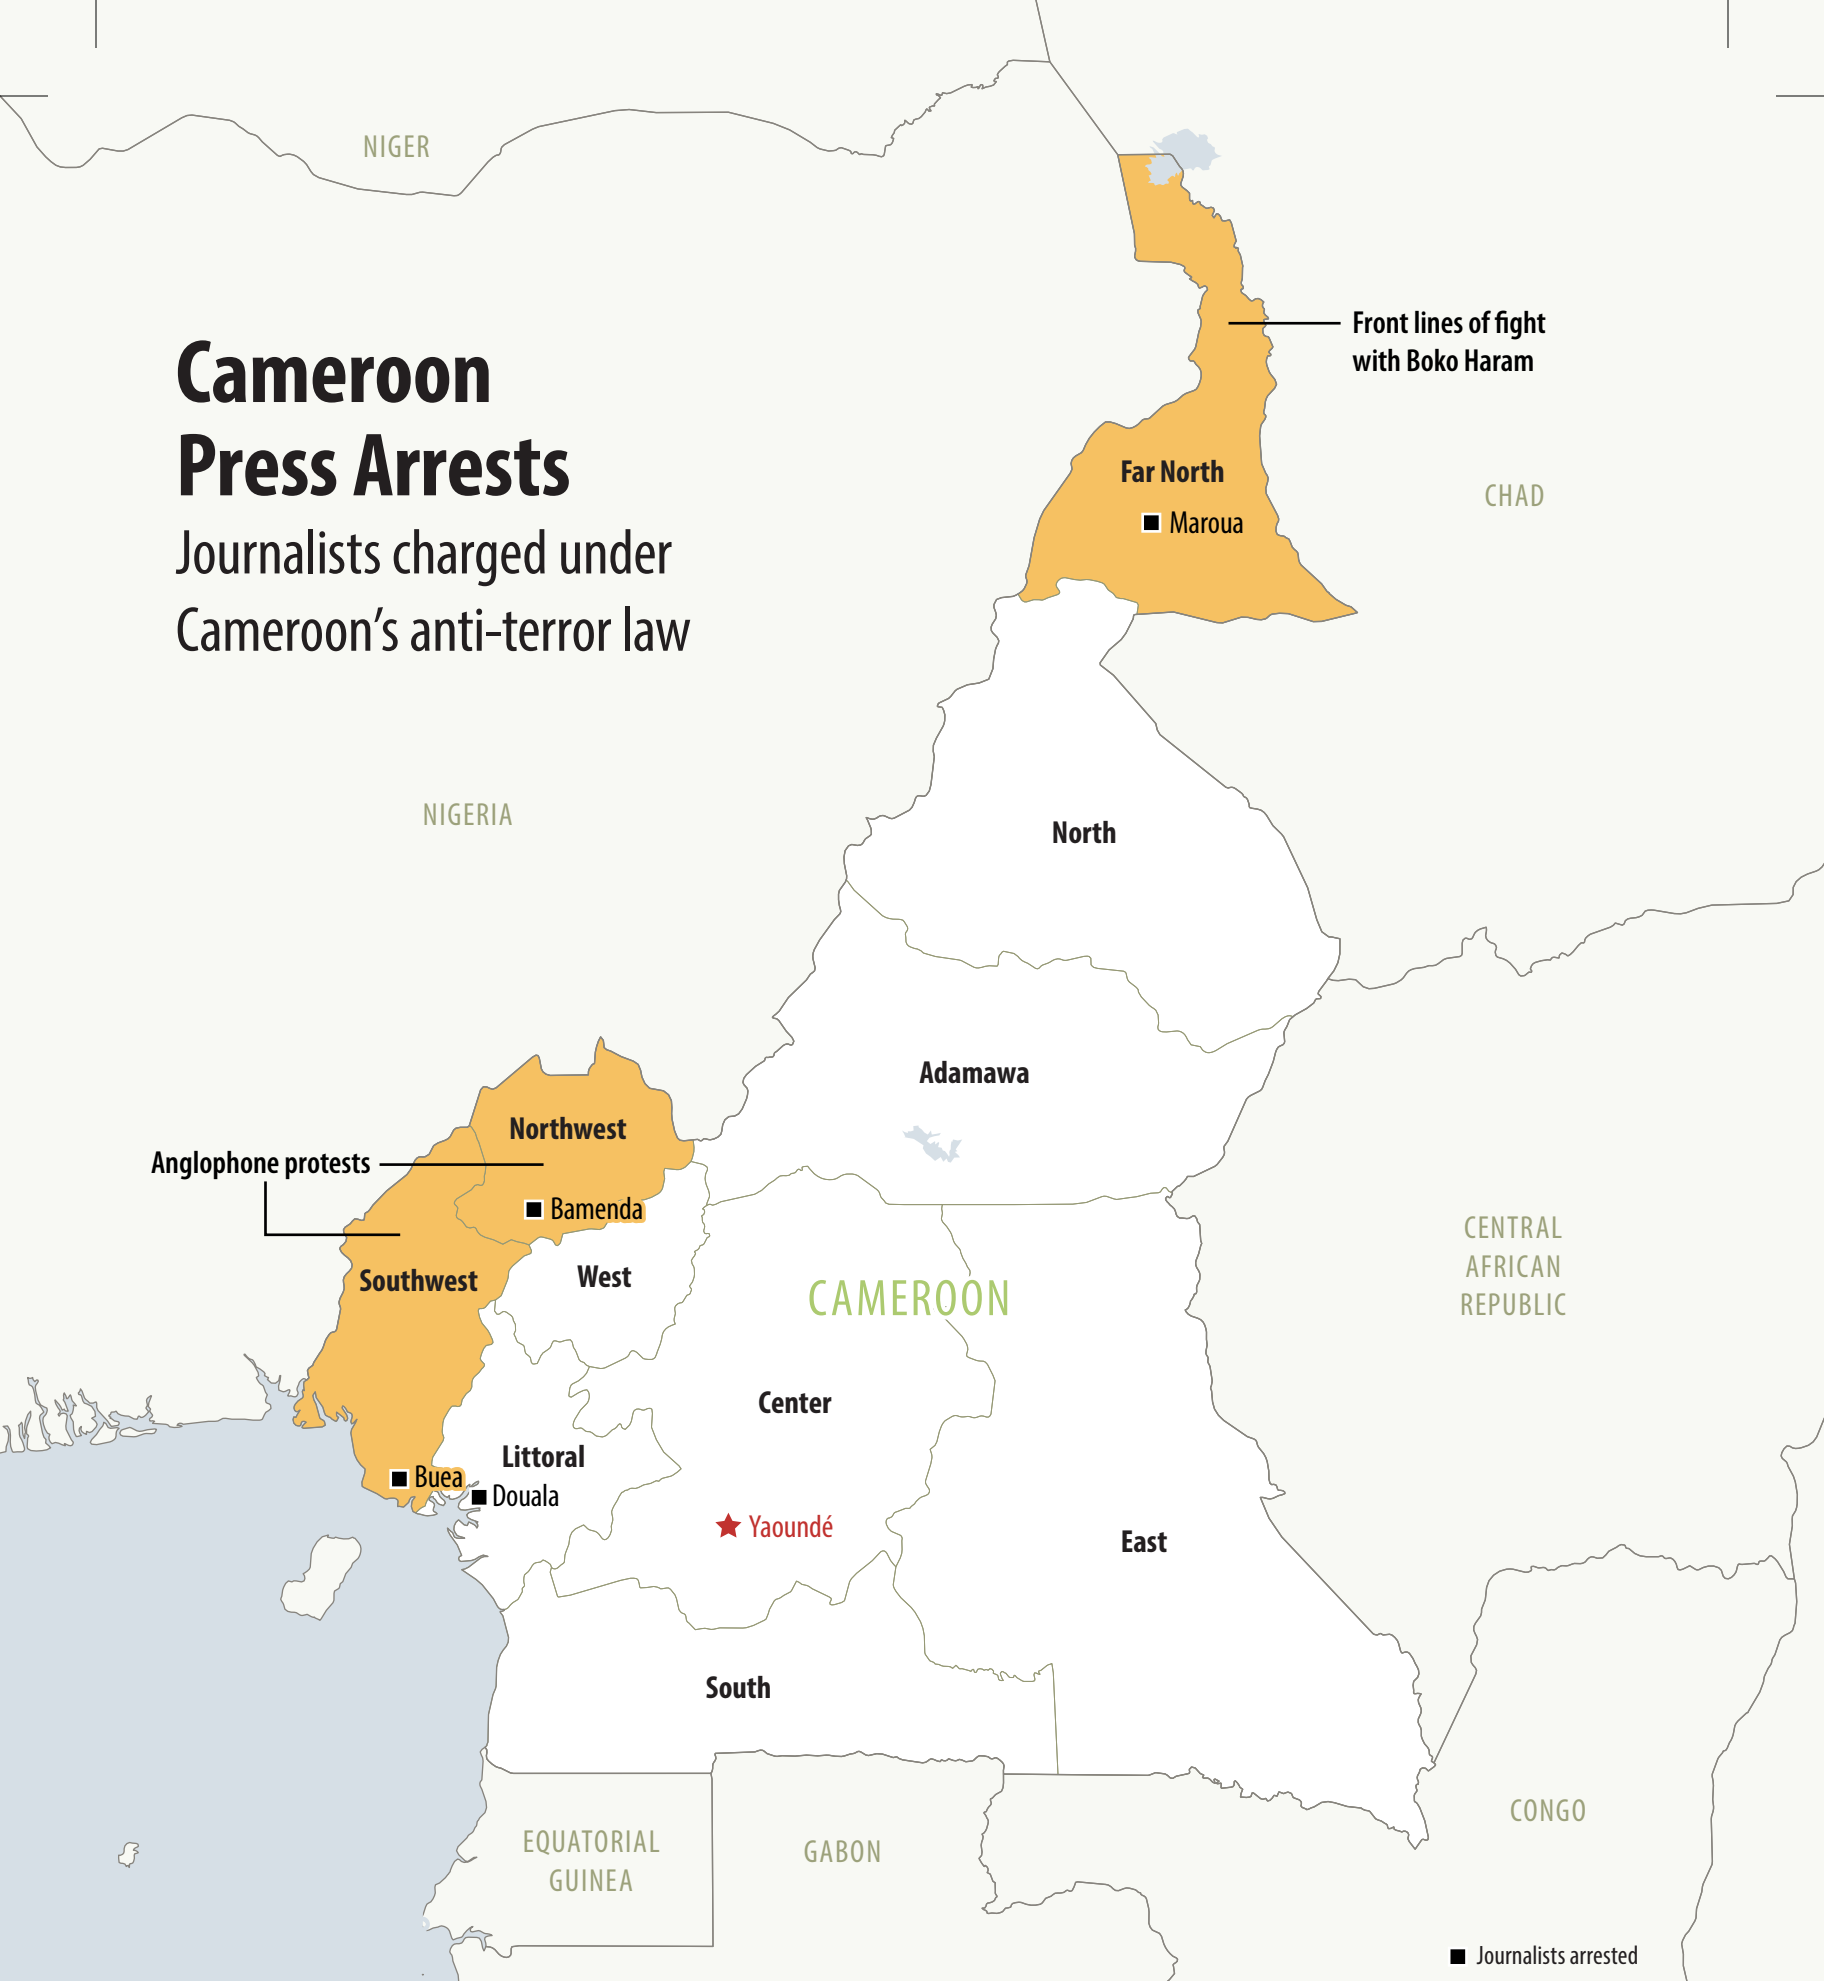 NIGER
Front lines of fight
with Boko Haram
Cameroon
Press Arrests
Journalists charged under
Cameroon's anti-terror law
Far North
Maroua
CHAD
NIGERIA
North
Adamawa
Northwest
Anglophone protests
Bamenda
CENTRAL
AFRICAN
REPUBLIC
Southwest
West
CAMEROON
Center
Littoral
Buea
Douala
Yaoundé
East
South
CONGO
EQUATORIAL
GUINEA
GABON
Journalists arrested